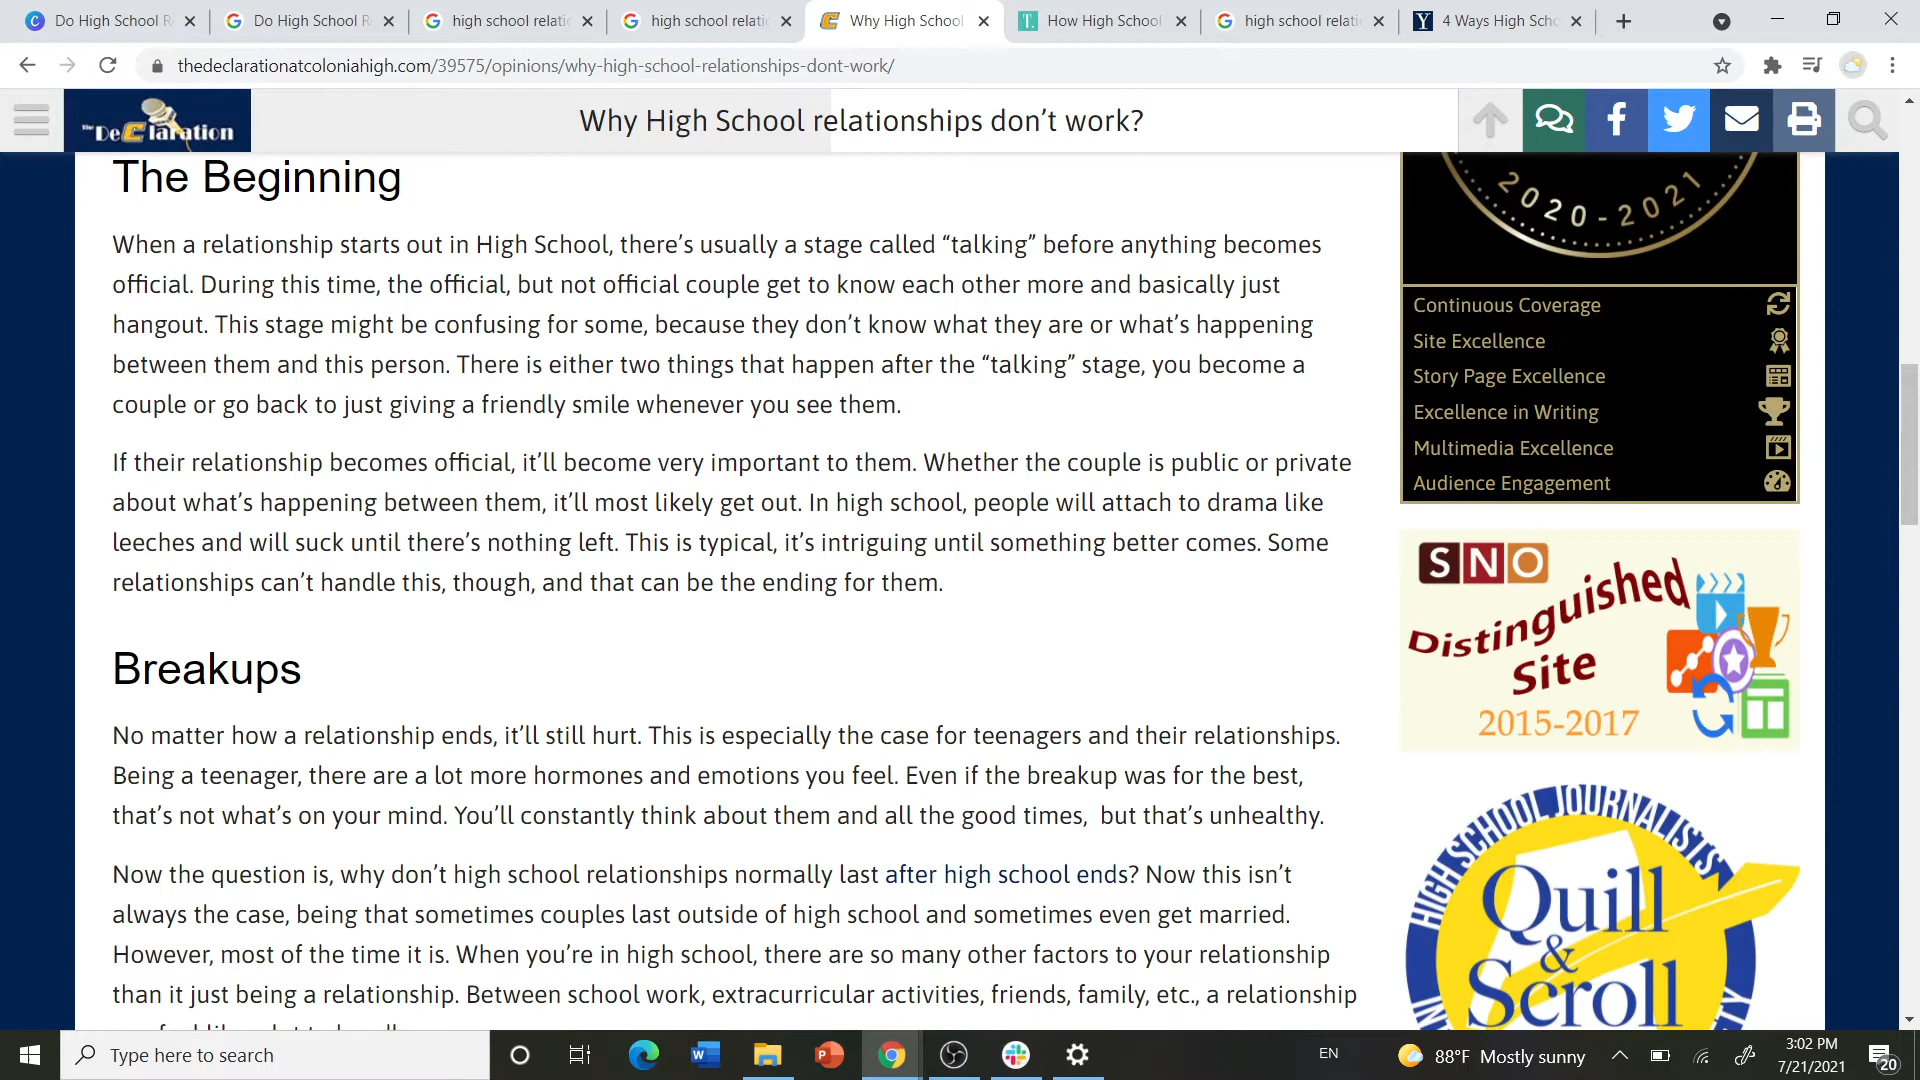 Do High School R
Do High School R
high school relatio
high school relatio
Why High School
How High School
high school relatio
4 Ways High Scho
thedeclarationatcoloniahigh.com/39575/opinions/why-high-school-relationships-dont-work/
The DeClaration
Why High School relationships don’t work?
The Beginning
When a relationship starts out in High School, there’s usually a stage called “talking” before anything becomes
official. During this time, the official, but not official couple get to know each other more and basically just
hangout. This stage might be confusing for some, because they don’t know what they are or what’s happening
between them and this person. There is either two things that happen after the “talking” stage, you become a
couple or go back to just giving a friendly smile whenever you see them.
If their relationship becomes official, it’ll become very important to them. Whether the couple is public or private
about what’s happening between them, it’ll most likely get out. In high school, people will attach to drama like
leeches and will suck until there’s nothing left. This is typical, it’s intriguing until something better comes. Some
relationships can’t handle this, though, and that can be the ending for them.
Breakups
No matter how a relationship ends, it’ll still hurt. This is especially the case for teenagers and their relationships.
Being a teenager, there are a lot more hormones and emotions you feel. Even if the breakup was for the best,
that’s not what’s on your mind. You’ll constantly think about them and all the good times,  but that’s unhealthy.
Now the question is, why don’t high school relationships normally last after high school ends? Now this isn’t
always the case, being that sometimes couples last outside of high school and sometimes even get married.
However, most of the time it is. When you’re in high school, there are so many other factors to your relationship
than it just being a relationship. Between school work, extracurricular activities, friends, family, etc., a relationship
2020-2021
Continuous Coverage
Site Excellence
Story Page Excellence
Excellence in Writing
Multimedia Excellence
Audience Engagement
SNO
Distinguished
Site
2015-2017
HIGH SCHOOL JOURNALISTS
Quill
&
Scroll
Type here to search
EN
88°F Mostly sunny
3:02 PM
7/21/2021
20